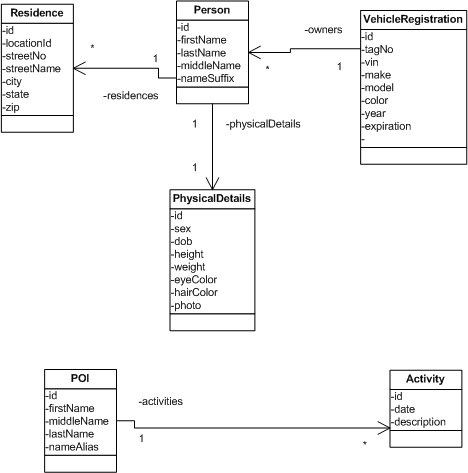 Residence
-id
-locationId
-streetNo
-streetName
-city
-state
-zip
*
1
-residences
Person
-id
-firstName
-lastName
-middleName
-nameSuffix
-owners
*
1
VehicleRegistration
-id
-tagNo
-vin
-make
-model
-color
-year
-expiration
-
1
-physicalDetails
1
PhysicalDetails
-id
-sex
-dob
-height
-weight
-eyeColor
-hairColor
-photo
POI
-id
-firstName
-middleName
-lastName
-nameAlias
-activities
1
*
Activity
-id
-date
-description